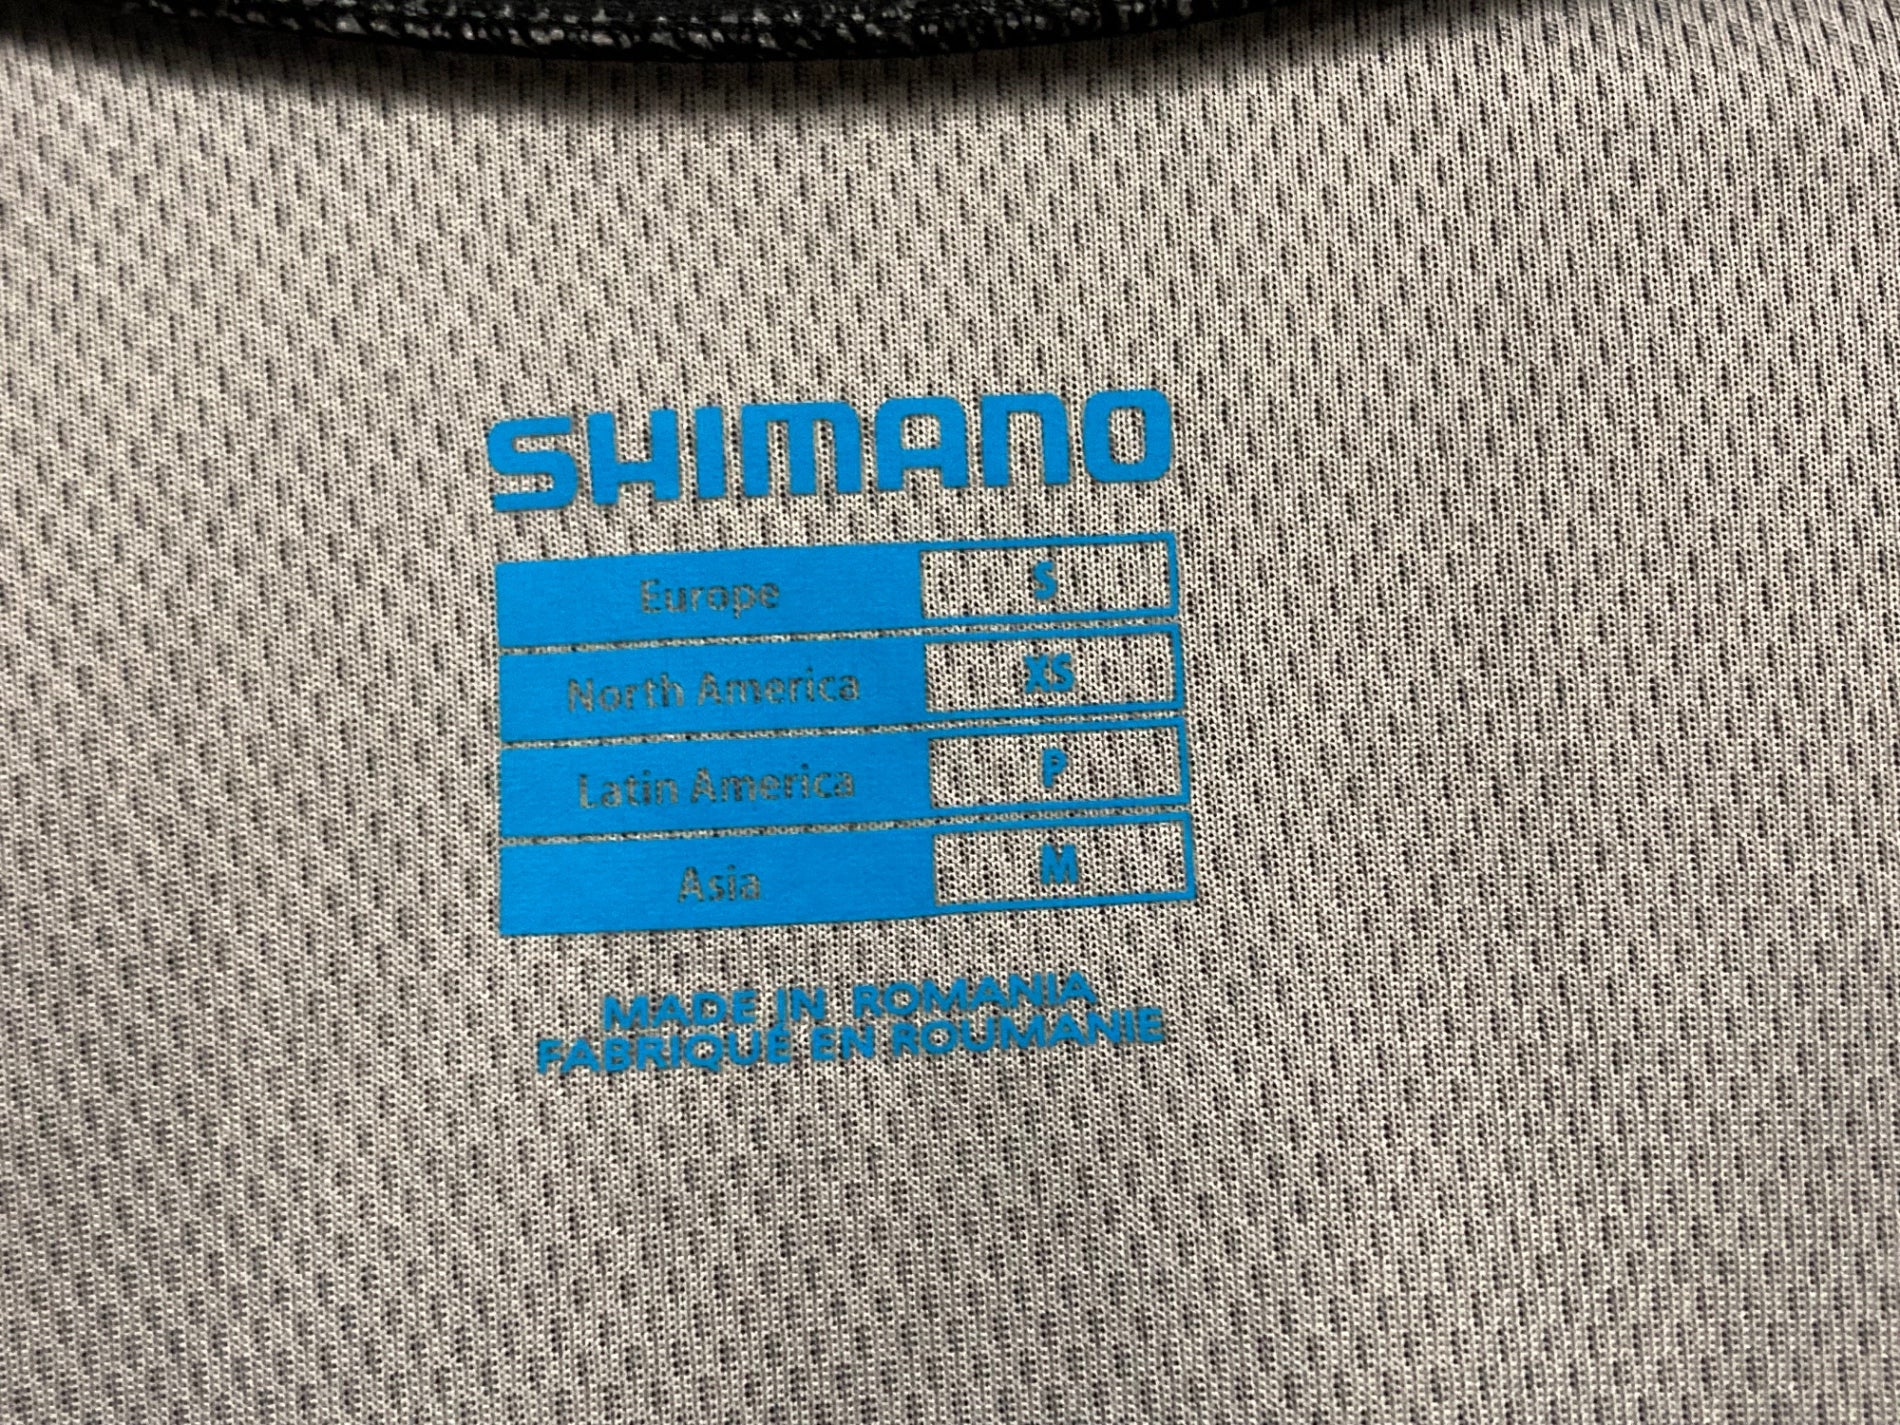 SHIMANO
Europe S
North America XS
Latin America P
Asia M
MADE IN ROMANIA
FABRIQUÉ EN ROUMANIE